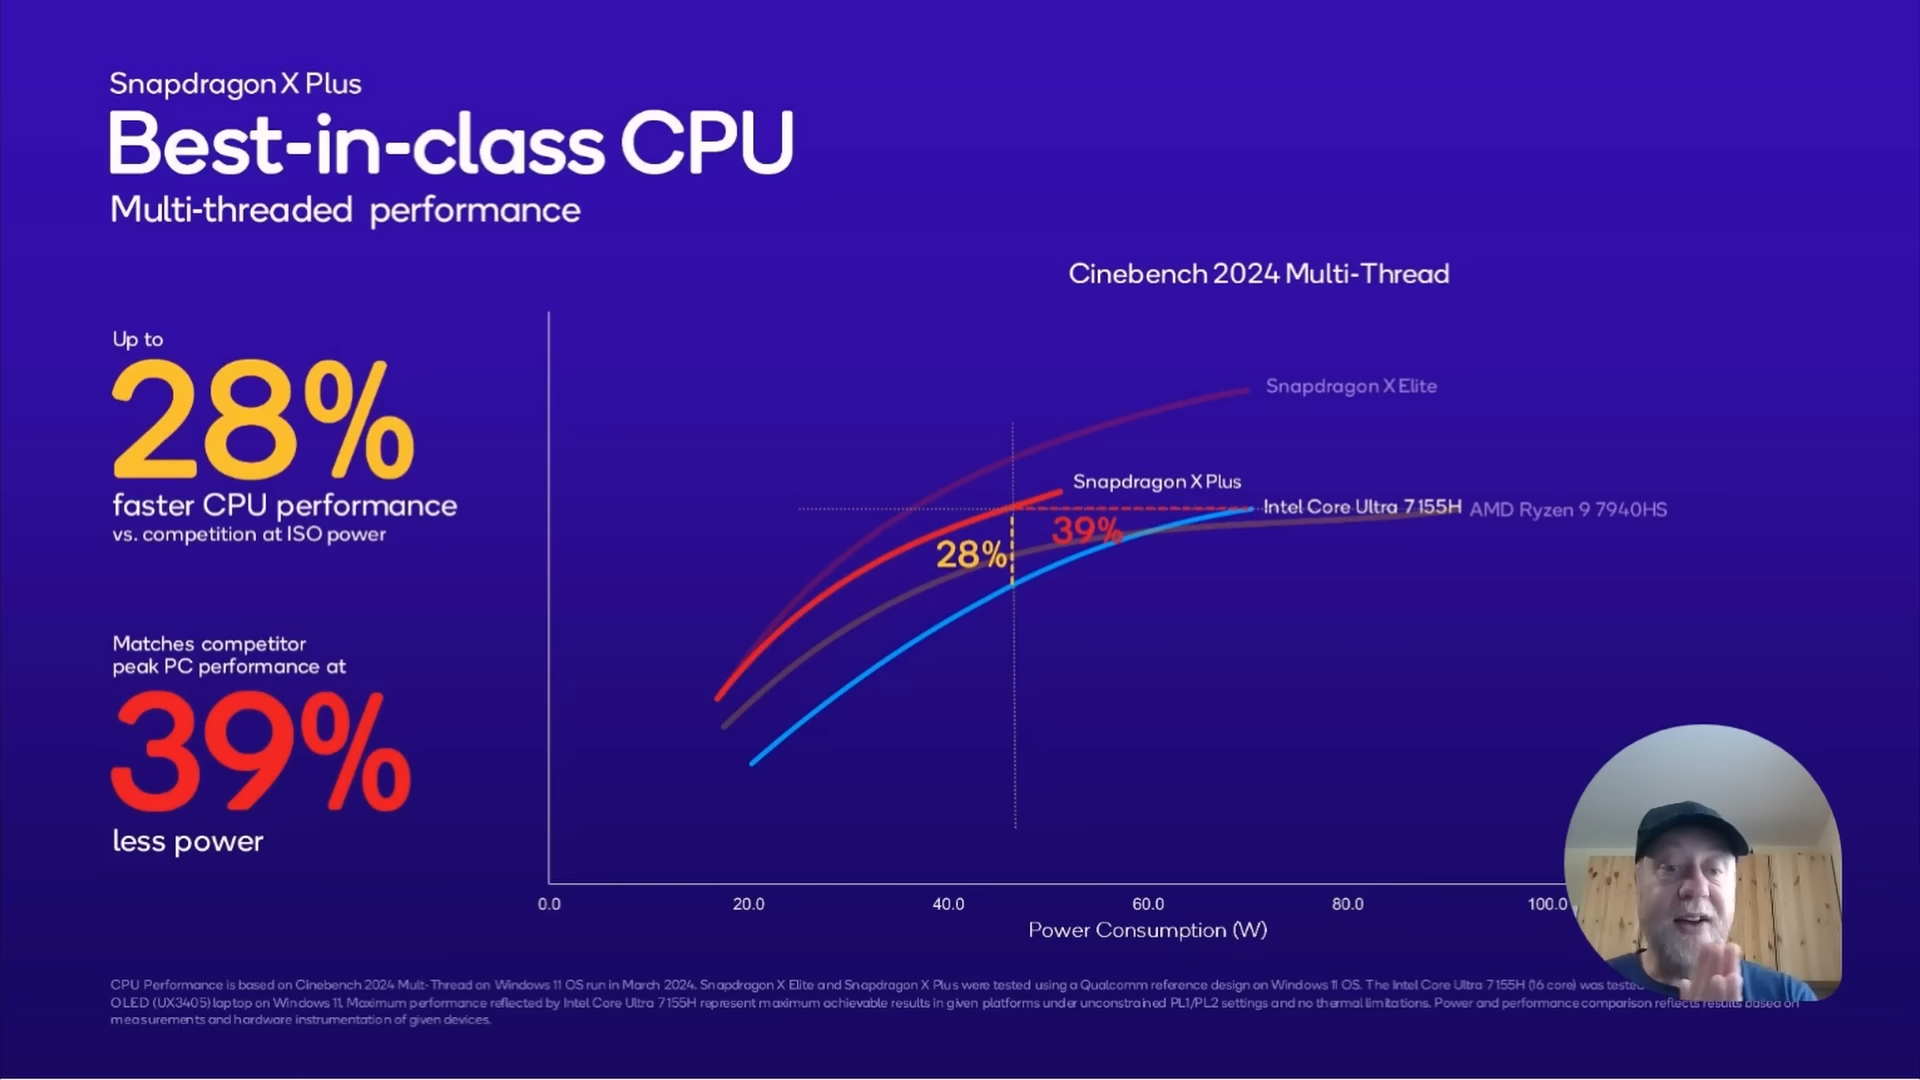 Snapdragon X Plus
Best-in-class CPU
Multi-threaded performance
Cinebench 2024 Multi-Thread
Up to
28%
faster CPU performance
vs. competition at ISO power
Matches competitor
peak PC performance at
39%
less power
Snapdragon X Elite
Snapdragon X Plus
Intel Core Ultra 7 155H
AMD Ryzen 9 7940HS
39%
28%
0.0
20.0
40.0
60.0
80.0
100.0
Power Consumption (W)
CPU Performance is based on Cinebench 2024 Mult-Thread on Windows 11 OS run in March 2024. Snapdragon X Elite and Snapdragon X Plus were tested using a Qualcomm reference design on Windows 11 OS. The Intel Core Ultra 7 155H (16 core) was
OLED (UX3405) laptop on Windows 11. Maximum performance reflected by Intel Core Ultra 7 155H represent maximum achievable results in given platforms under unconstrained PL1/PL2 settings and no thermal limitations. Power and performance comparison reflects results based on
measurements and hardware instrumentation of given devices.